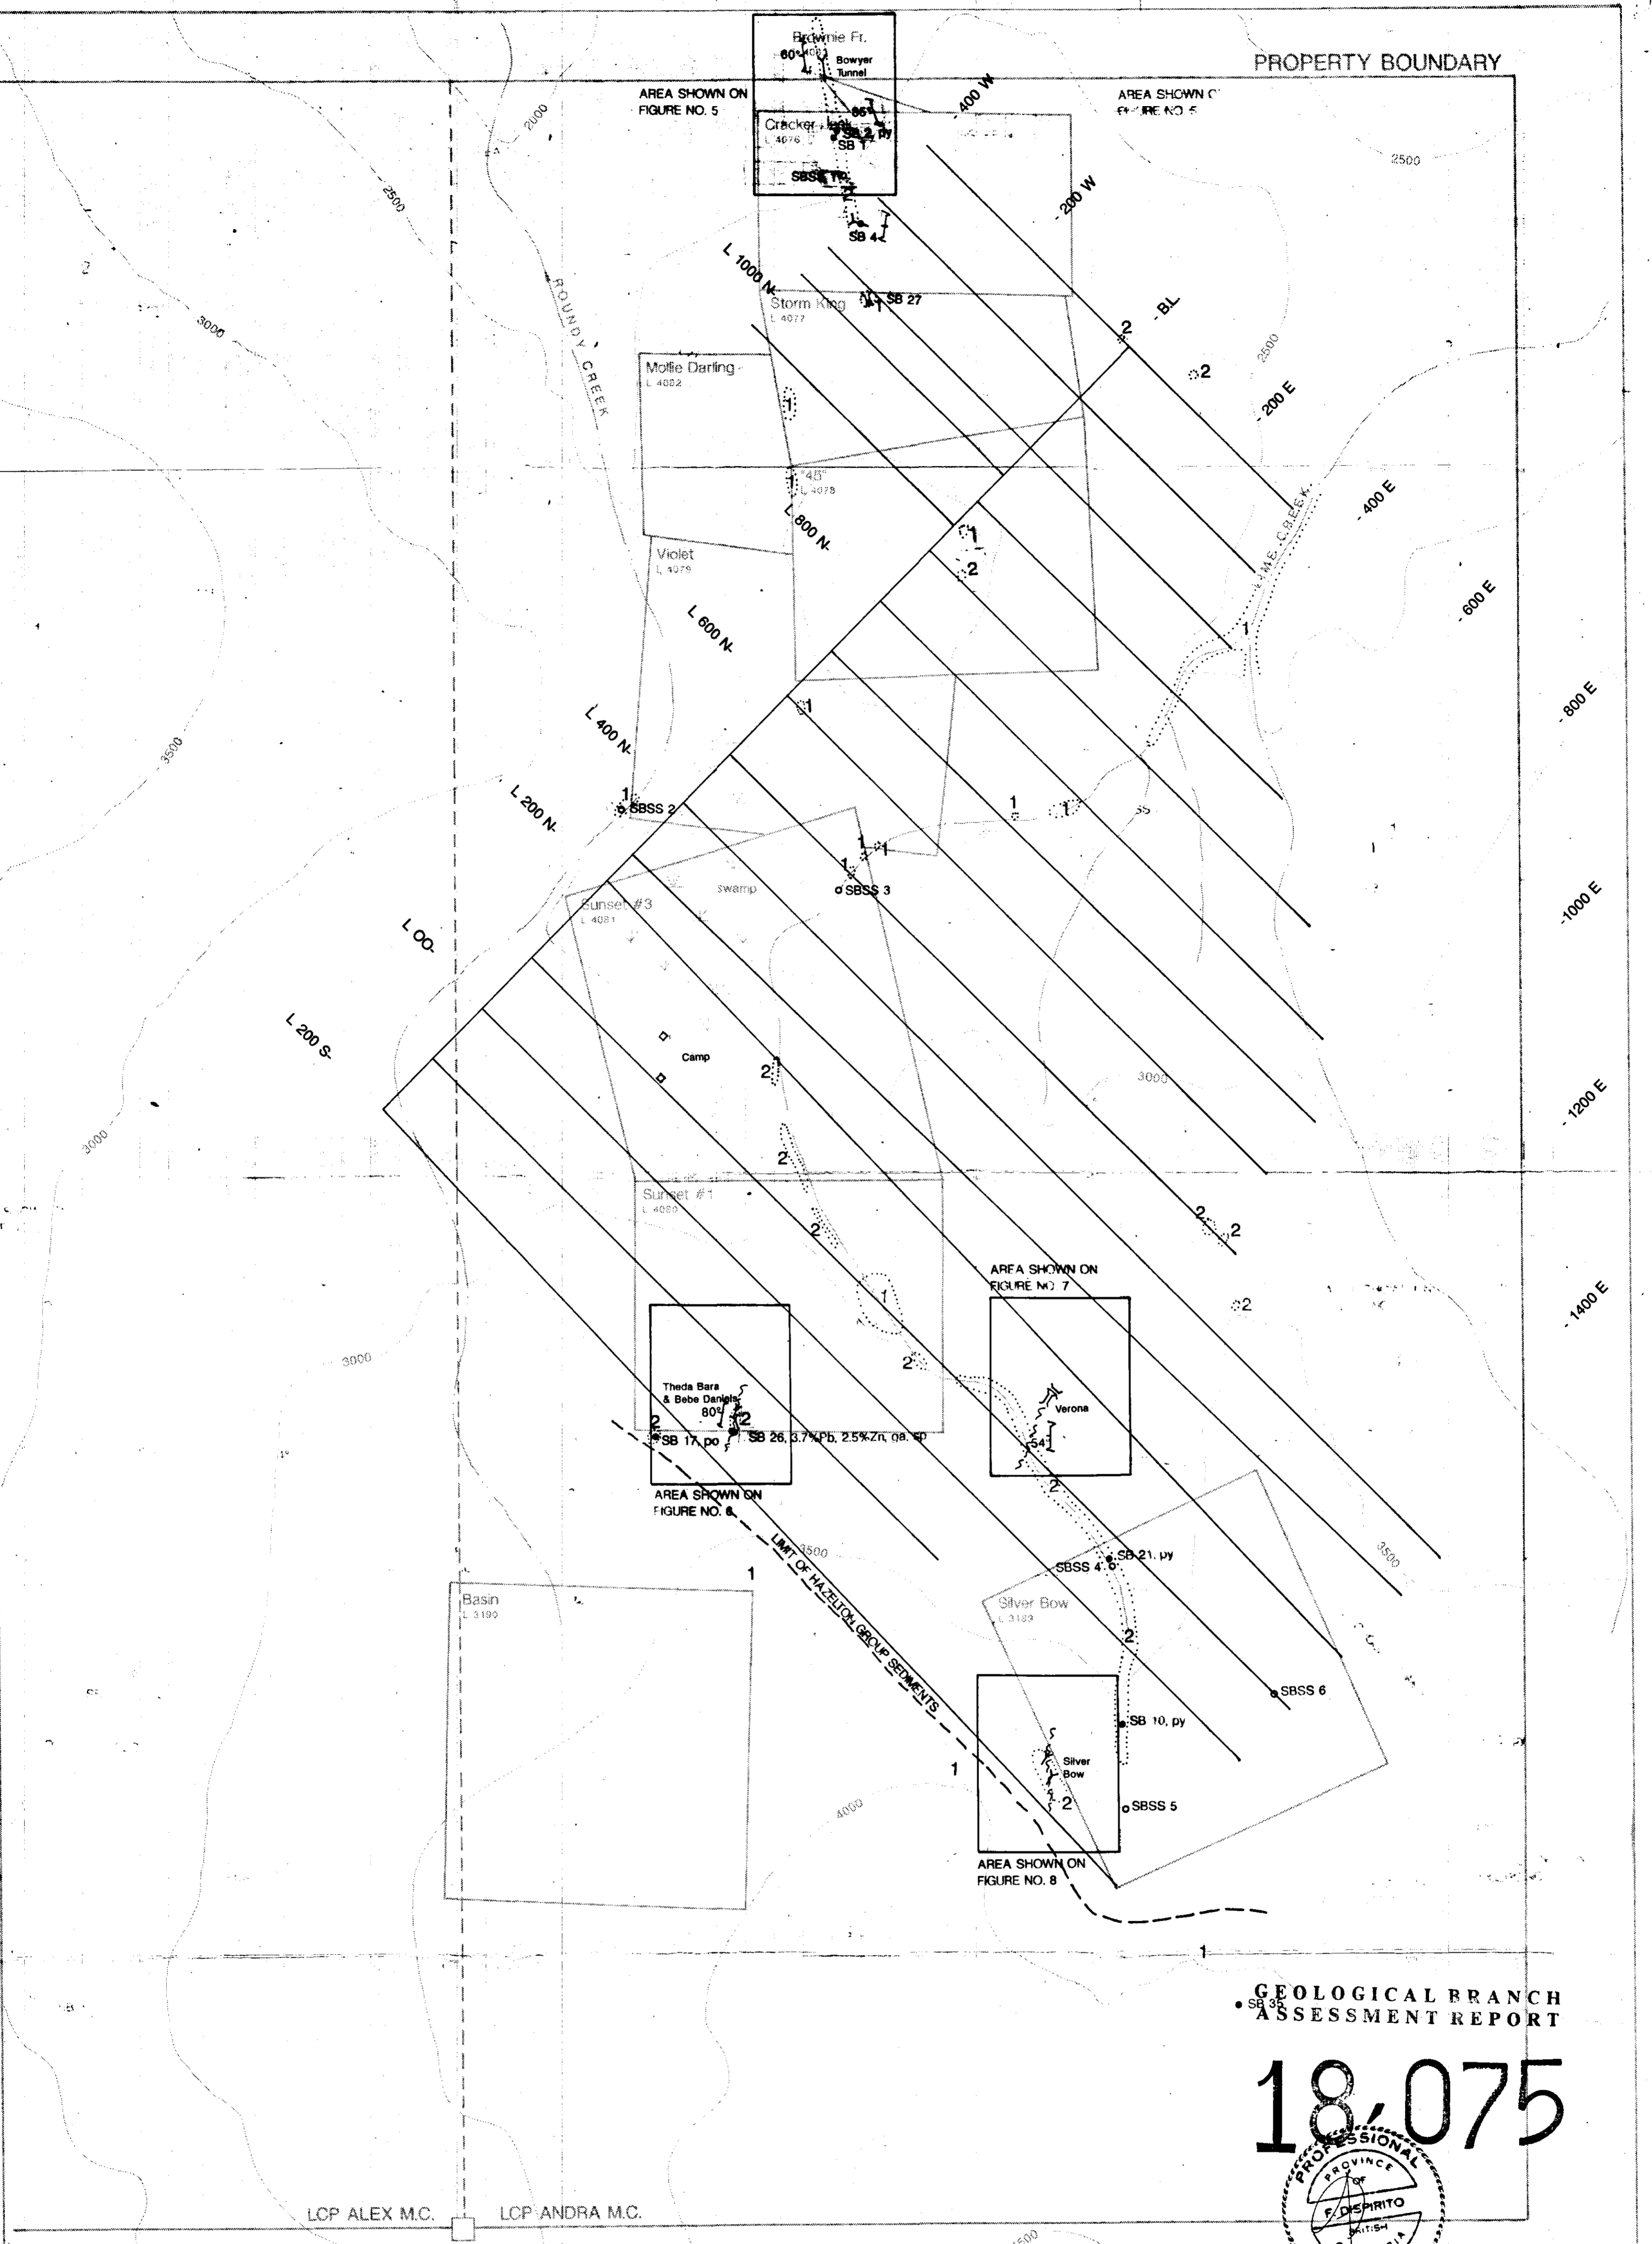 PROPERTY BOUNDARY
Brownie Fr.
60°
Bowyer
Tunnel
AREA SHOWN ON
FIGURE NO. 5
AREA SHOWN
NO. 5
400 W
2000
Cracker Jack
L 4076
SB 2, py
SB 1
2500
2500
- 200 W
SB 4
L 1000 N-
Storm King
L 4077
SB 27
- B.L
2
ROUNDY CREEK
3000
2500
2
Mollie Darling
L 4082
- 200 E
1
"45"
L 4078
1
- 400 E
LIME CREEK
L 800 N-
1
Violet
L 4079
2
- 600 E
L 600 N-
1
- 800 E
1
L 400 N-
3500
L 200 N-
1
SBSS 2
1
1
1
1
1
SBSS 3
swamp
Sunset #3
L 4081
-1000 E
L OO-
L 200 S-
Camp
2
3000
- 1200 E
3000
2
Sunset #1
L 4080
2
2
2
AREA SHOWN ON
FIGURE NO. 7
1
2
- 1400 E
3000
2
Theda Bara
& Bebe Daniels
80°
Verona
2
2
SB 17, po
SB 26, 3.7%Pb, 2.5%Zn, ga, sp
54°
2
AREA SHOWN ON
FIGURE NO. 6
LIMIT OF HAZELTON GROUP SEDIMENTS
3500
3500
SB 21, py
SBSS 4
1
Basin
L 3190
Silver Bow
L 3189
2
SBSS 6
SB 10, py
Silver
Bow
1
2
SBSS 5
4000
AREA SHOWN ON
FIGURE NO. 8
1
SB 35
GEOLOGICAL BRANCH
ASSESSMENT REPORT
18,075
PROFESSIONAL
PROVINCE
OF
F. DISPIRITO
BRITISH
LCP ALEX M.C.
LCP ANDRA M.C.